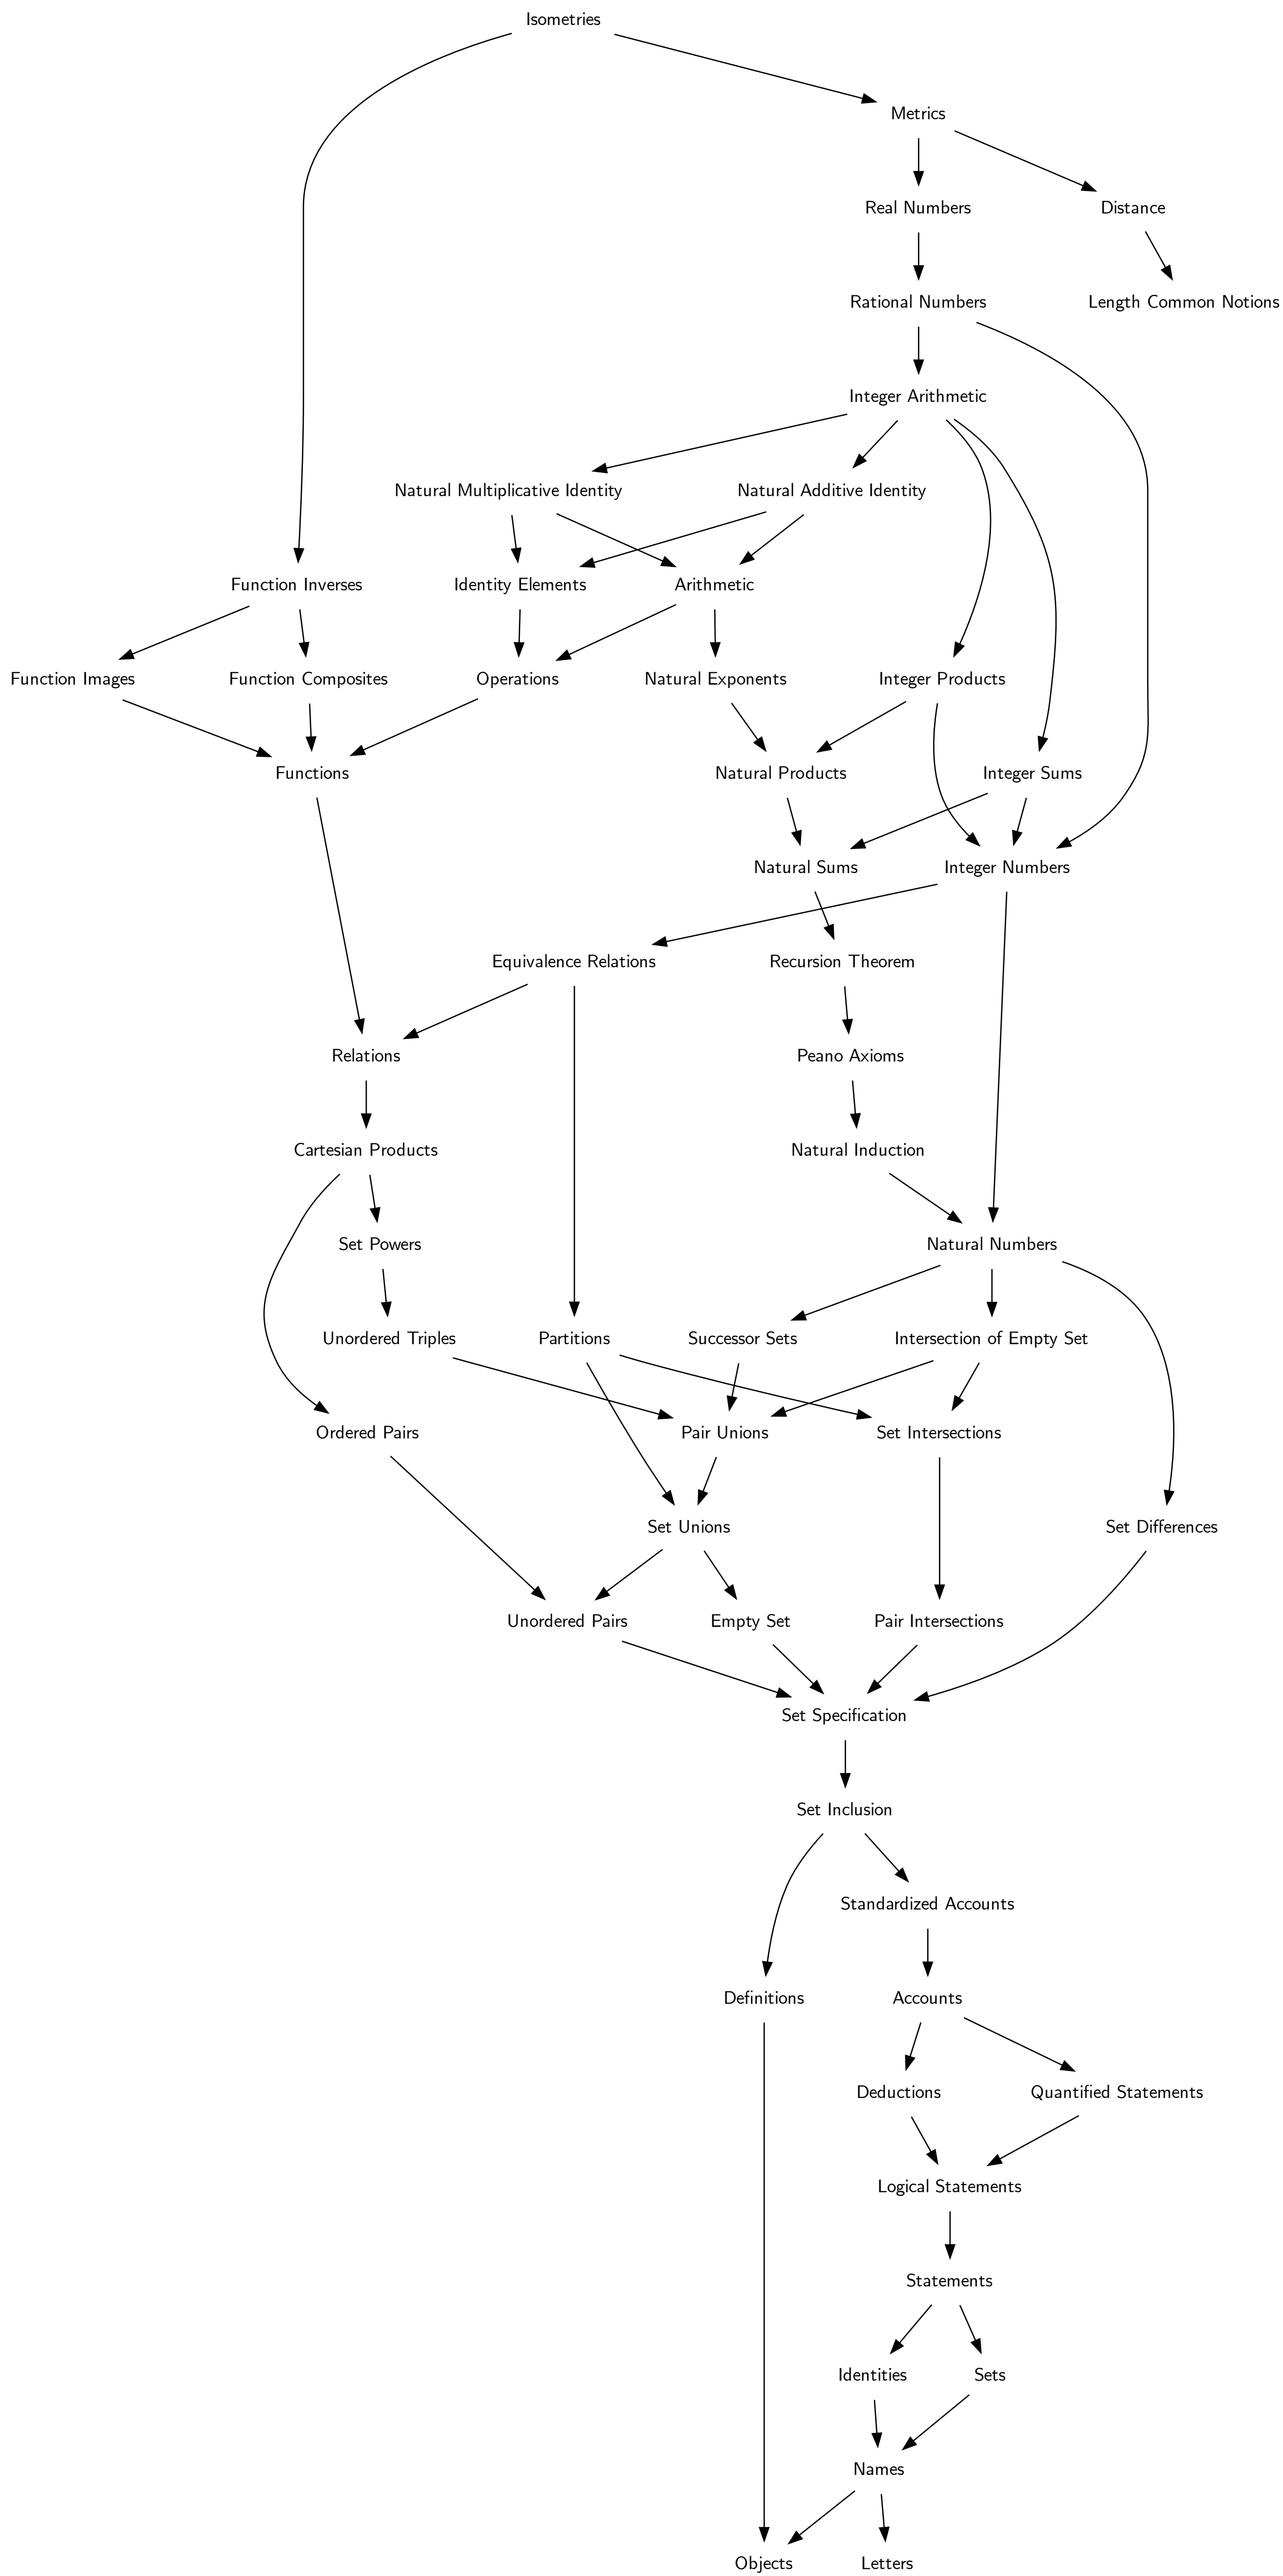 Isometries
Metrics
Real Numbers
Distance
Rational Numbers
Length Common Notions
Integer Arithmetic
Natural Multiplicative Identity
Natural Additive Identity
Function Inverses
Identity Elements
Arithmetic
Function Images
Function Composites
Operations
Natural Exponents
Integer Products
Functions
Natural Products
Integer Sums
Natural Sums
Integer Numbers
Equivalence Relations
Recursion Theorem
Relations
Peano Axioms
Cartesian Products
Natural Induction
Set Powers
Natural Numbers
Unordered Triples
Partitions
Successor Sets
Intersection of Empty Set
Ordered Pairs
Pair Unions
Set Intersections
Set Unions
Set Differences
Unordered Pairs
Empty Set
Pair Intersections
Set Specification
Set Inclusion
Standardized Accounts
Definitions
Accounts
Deductions
Quantified Statements
Logical Statements
Statements
Identities
Sets
Names
Objects
Letters